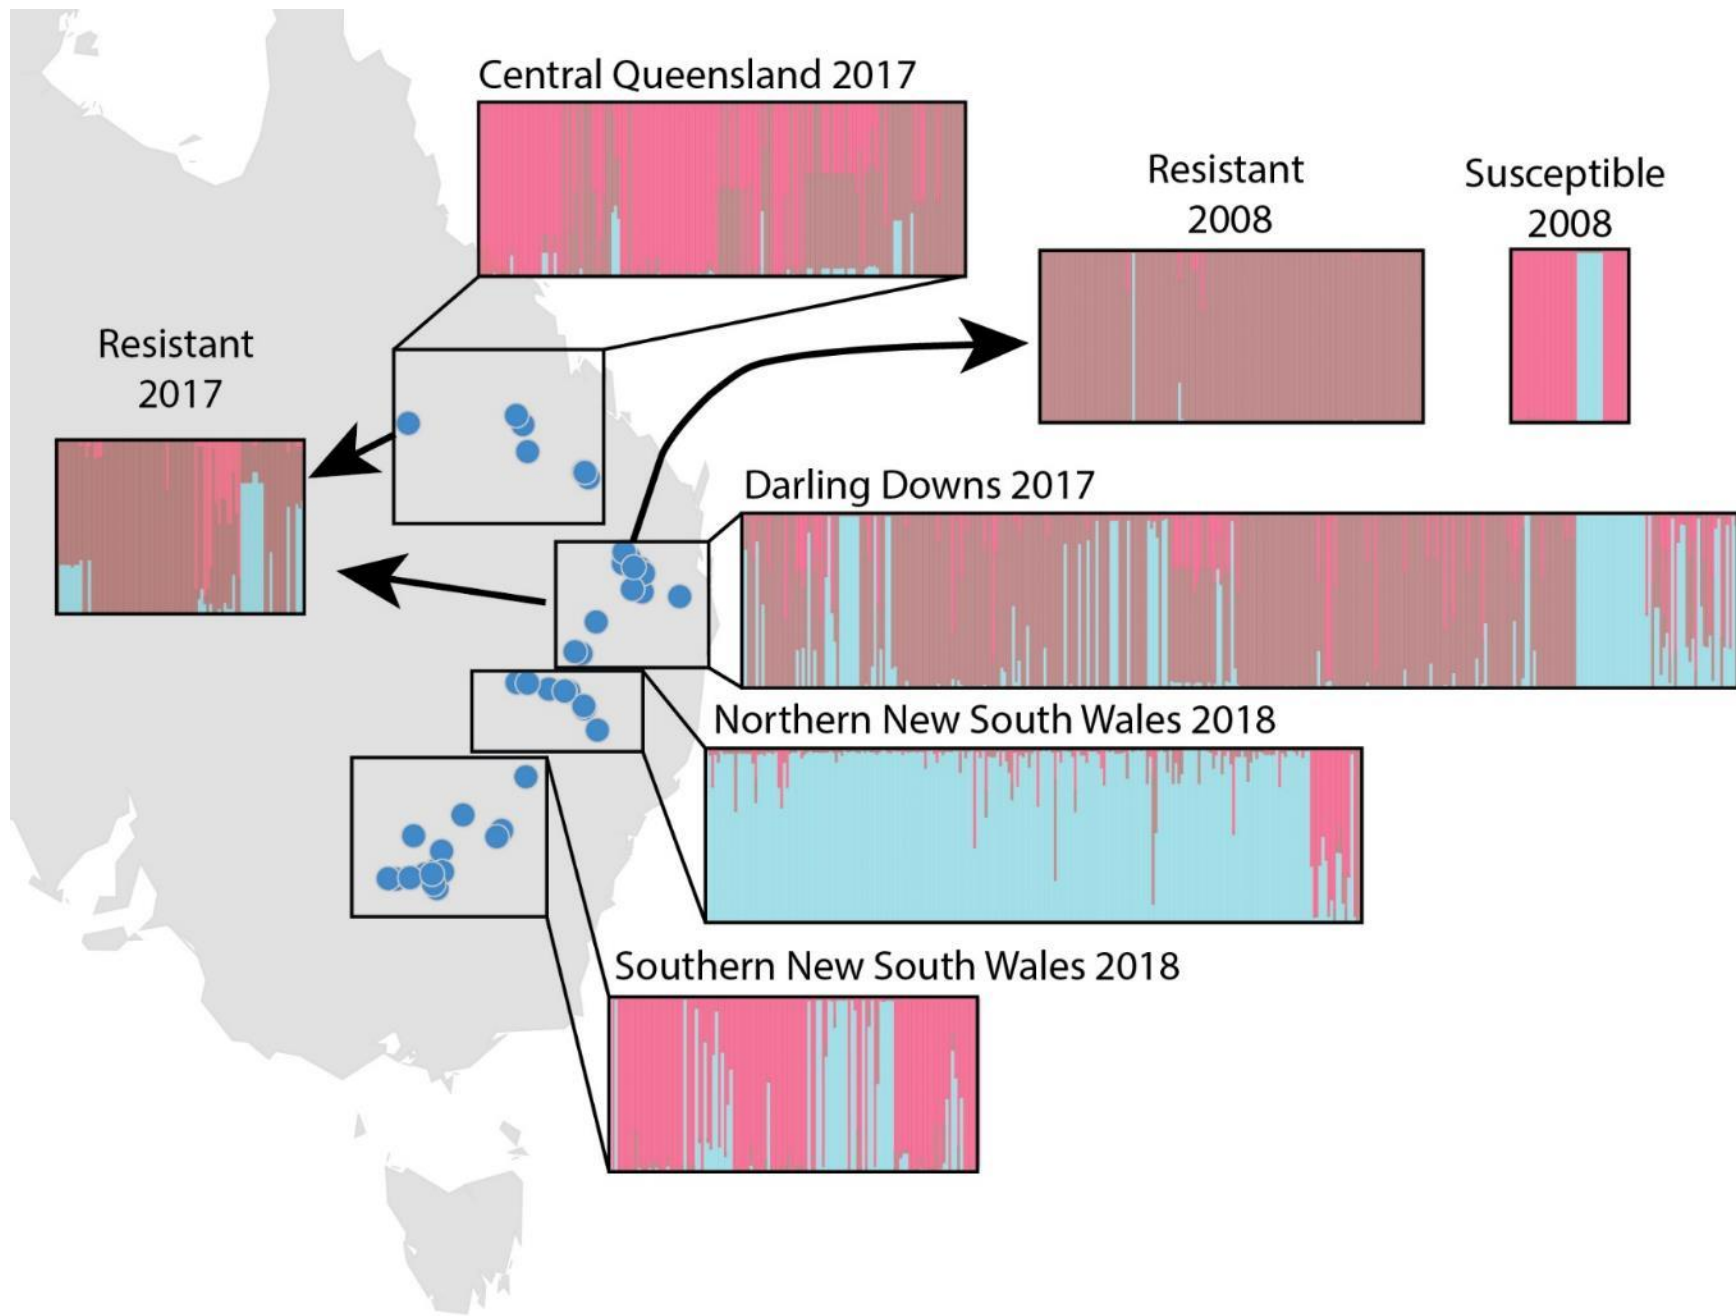 Central Queensland 2017
Resistant
2008
Susceptible
2008
Resistant
2017
Darling Downs 2017
Northern New South Wales 2018
Southern New South Wales 2018